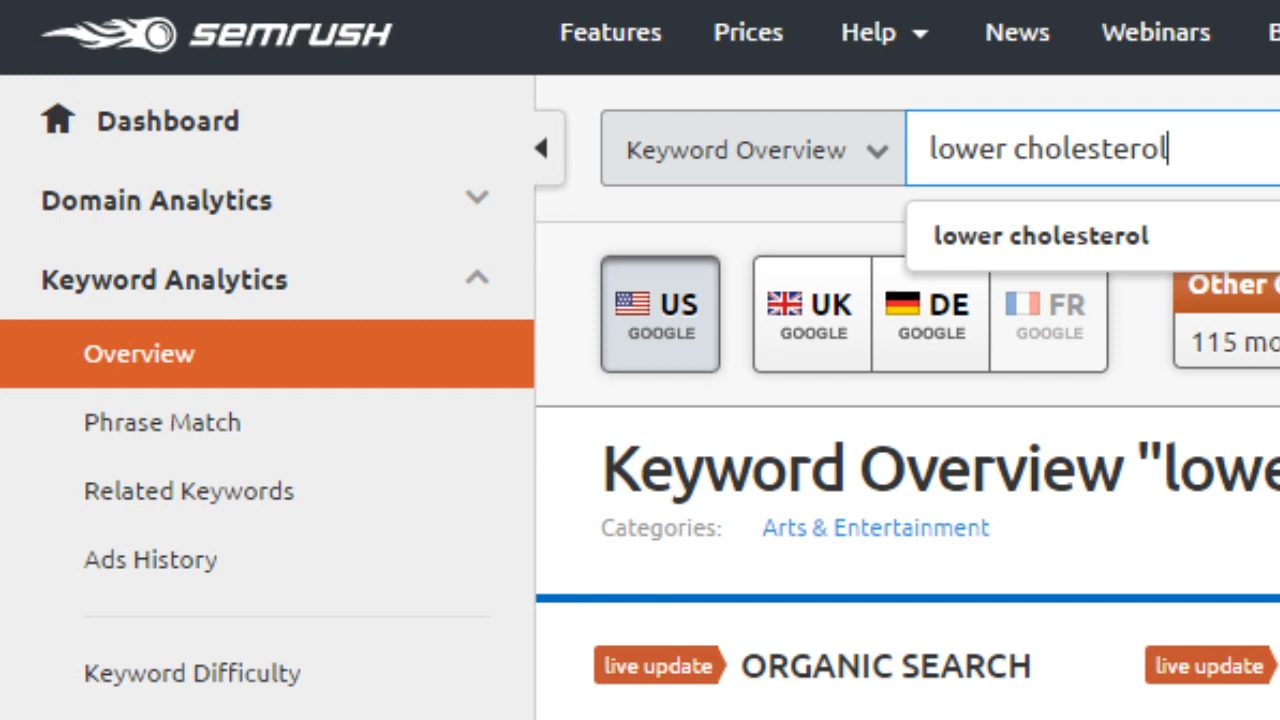 semrush
Features Prices Help News Webinars
Dashboard
Domain Analytics
Keyword Analytics
Overview
Phrase Match
Related Keywords
Ads History
Keyword Difficulty
Keyword Overview
lower cholesterol
lower cholesterol
US
GOOGLE
UK
GOOGLE
DE
GOOGLE
FR
GOOGLE
Other
115
Keyword Overview "lowe
Categories: Arts & Entertainment
live update ORGANIC SEARCH
live update